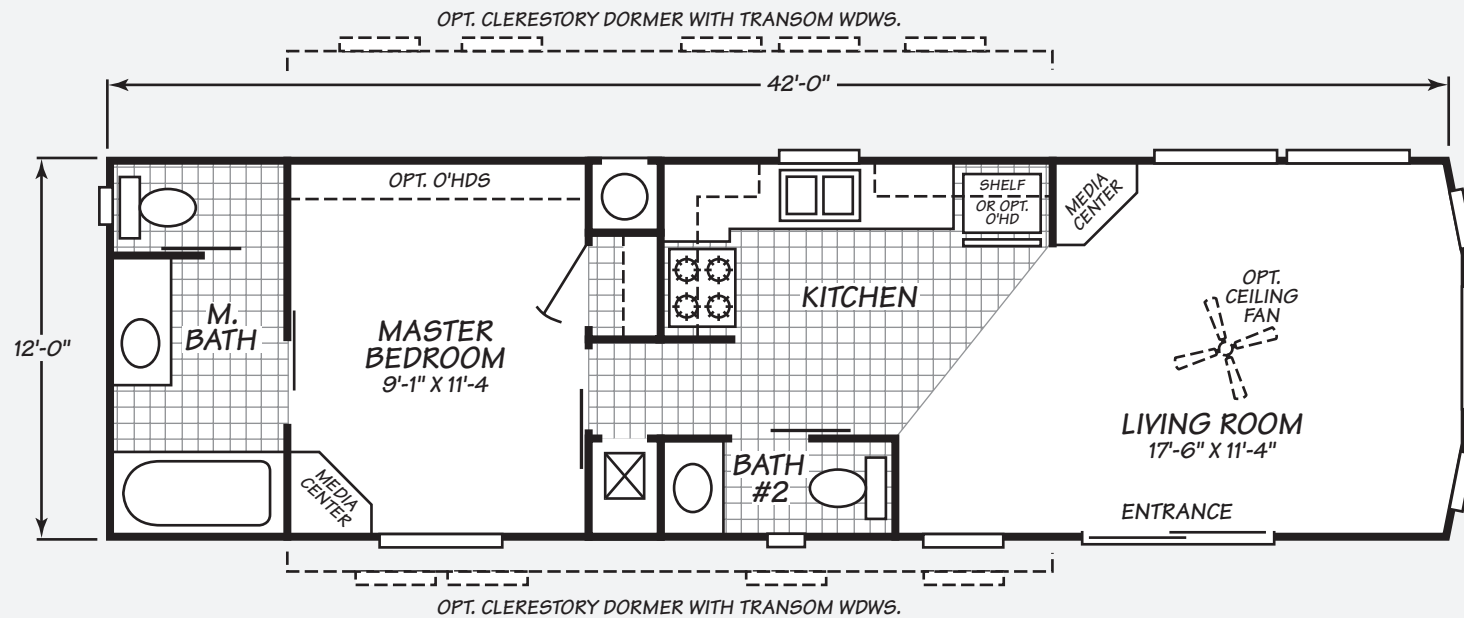 OPT. CLERESTORY DORMER WITH TRANSOM WDWS.
42'-0"
12'-0"
OPT. O'HDS
SHELF
OR OPT.
O'HD
MEDIA
CENTER
OPT.
CEILING
FAN
KITCHEN
M.
BATH
MASTER
BEDROOM
9'-1" X 11'-4
LIVING ROOM
17'-6" X 11'-4"
BATH
#2
MEDIA
CENTER
ENTRANCE
OPT. CLERESTORY DORMER WITH TRANSOM WDWS.